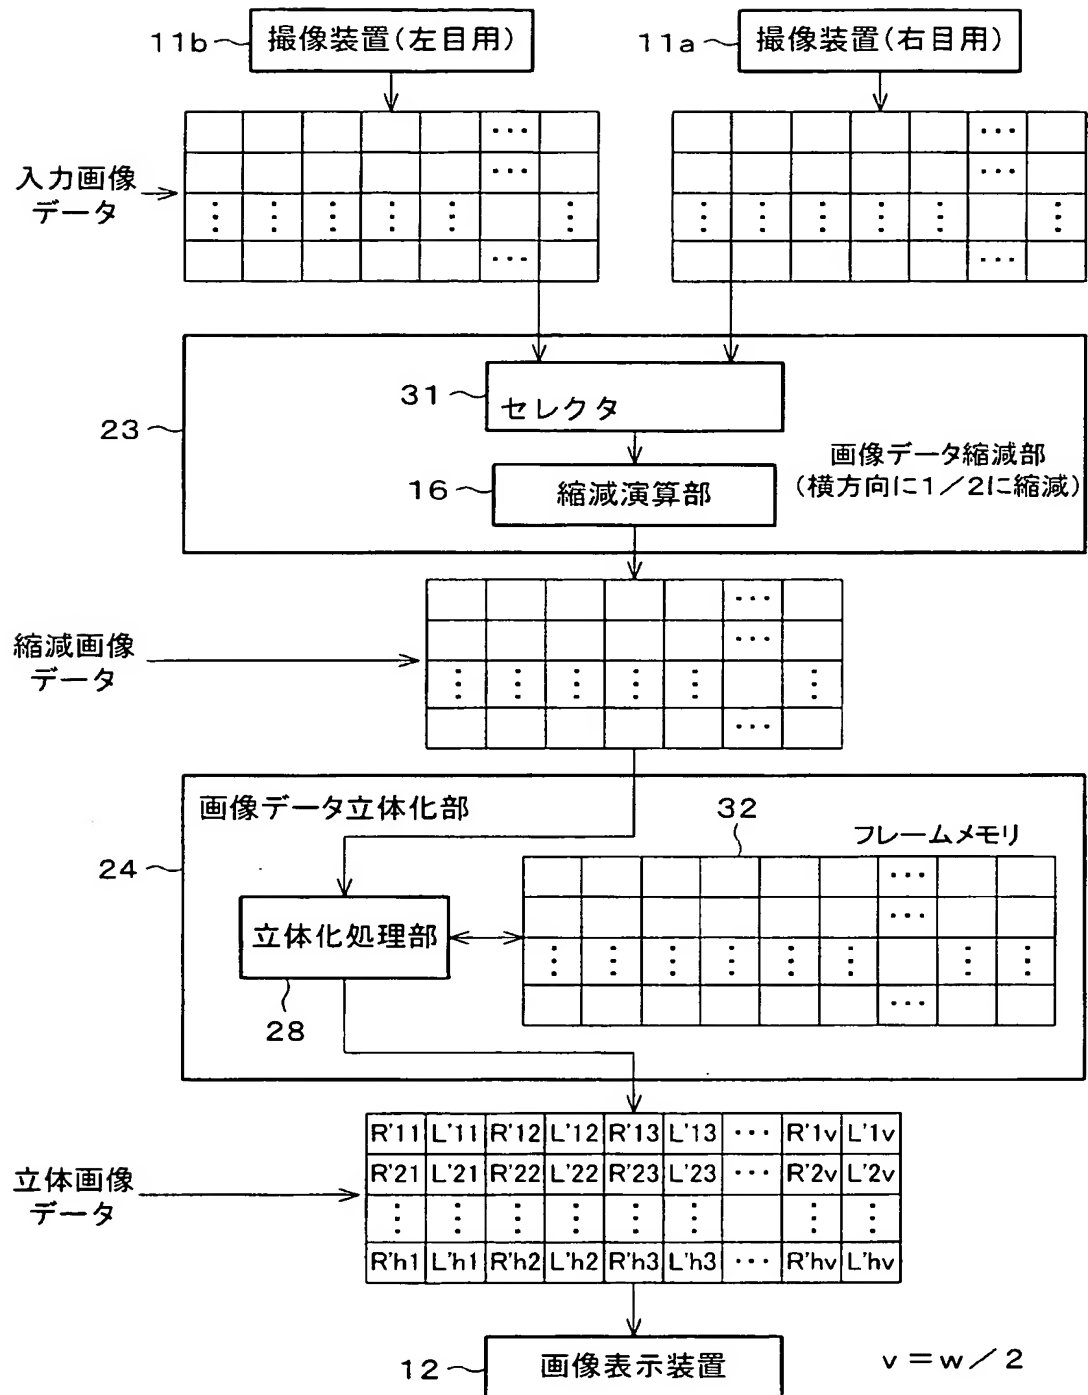 11b
撮像装置(左目用)
11a
撮像装置(右目用)
入力画像
データ
… …
… …
⋮ ⋮ ⋮ ⋮ ⋮ ⋮ ⋮ ⋮ ⋮ ⋮ ⋮ ⋮
… …
23
31
セレクタ
16
縮減演算部
画像データ縮減部
(横方向に1/2に縮減)
縮減画像
データ
…
…
⋮ ⋮ ⋮ ⋮ ⋮ ⋮
…
24
画像データ立体化部
32
フレームメモリ
立体化処理部
28
…
…
⋮ ⋮ ⋮ ⋮ ⋮ ⋮ ⋮ ⋮
…
立体画像
データ
R'11 L'11 R'12 L'12 R'13 L'13 … R'1v L'1v
R'21 L'21 R'22 L'22 R'23 L'23 … R'2v L'2v
⋮ ⋮ ⋮ ⋮ ⋮ ⋮ ⋮ ⋮
R'h1 L'h1 R'h2 L'h2 R'h3 L'h3 … R'hv L'hv
12
画像表示装置
v=w/2